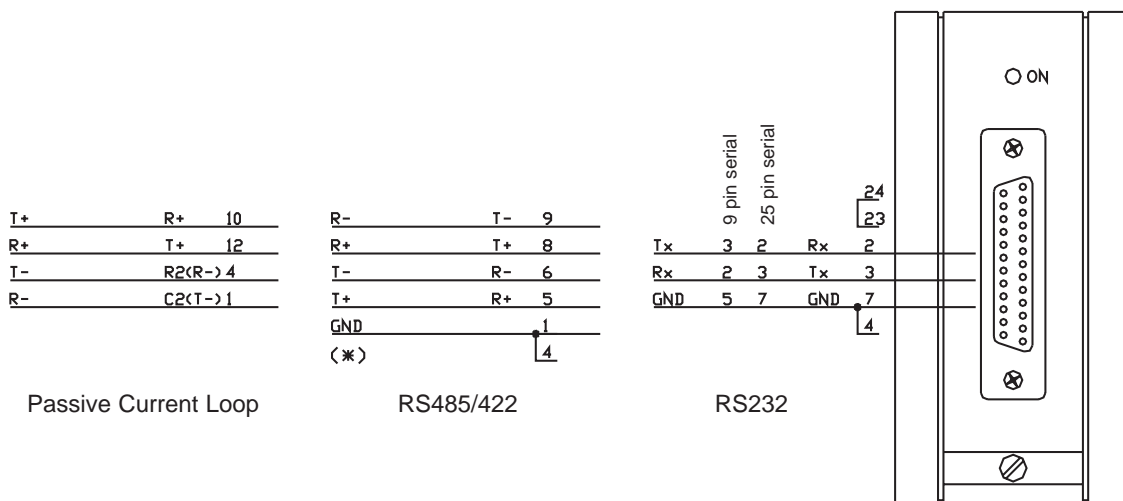 ON
9 pin serial
25 pin serial
T+ R+ 10
R+ T+ 12
T- R2(R-) 4
R- C2(T-) 1
Passive Current Loop
R- T- 9
R+ T+ 8
T- R- 6
T+ R+ 5
GND 1
(*) 4
RS485/422
24
23
Tx 3 2 Rx 2
Rx 2 3 Tx 3
GND 5 7 GND 7
4
RS232